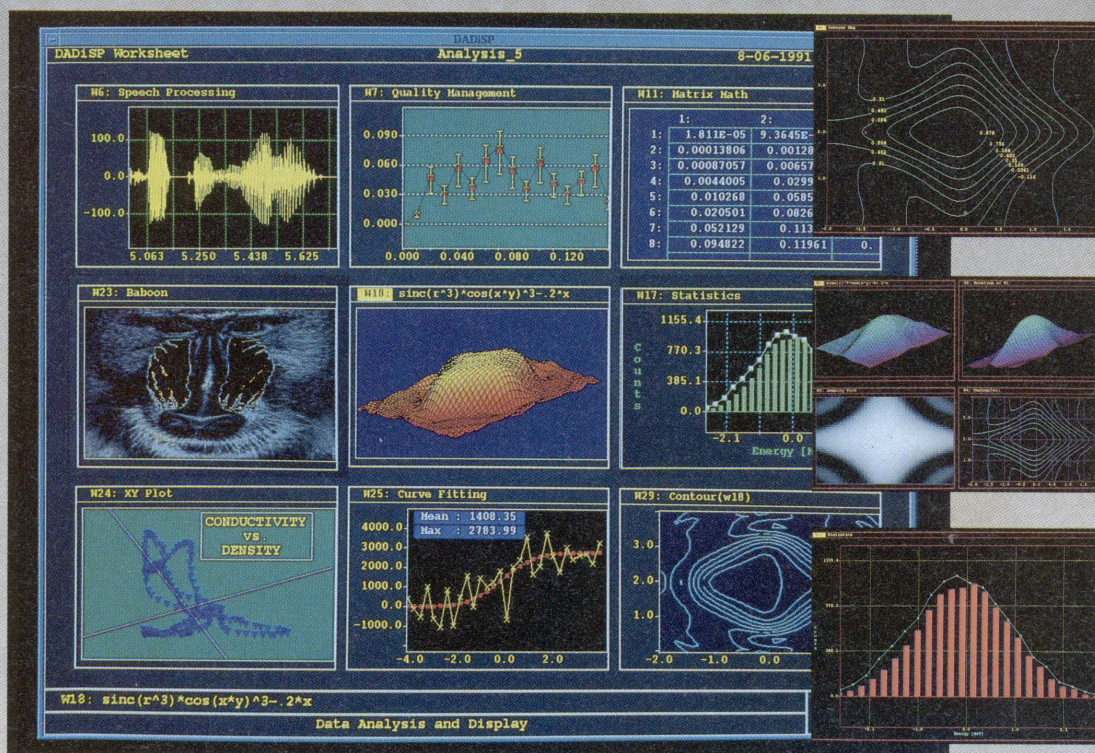 DADiSP
DADiSP Worksheet Analysis_5 8-06-1991
W6: Speech Processing
100.0
0.0
-100.0
5.063 5.250 5.438 5.625
W7: Quality Management
0.090
0.060
0.030
0.000
0.000 0.040 0.080 0.120
W11: Matrix Math
1: 2:
1: 1.811E-05 9.3645E-
2: 0.00013806 0.00128
3: 0.00087057 0.00657
4: 0.0044005 0.0299
5: 0.010268 0.0585
6: 0.020501 0.0826
7: 0.052129 0.113
8: 0.094822 0.11961 0.
W23: Baboon
W18: sinc(r^3)*cos(x*y)^3-.2*x
W17: Statistics
1155.4
770.3
385.1
0.0
Counts
-2.1 0.0
Energy [
W24: XY Plot
CONDUCTIVITY
vs.
DENSITY
W25: Curve Fitting
Mean : 1408.35
Max : 2783.99
4000.0
3000.0
2000.0
1000.0
0.0
-1000.0
-4.0 0.0 2.0
W29: Contour(w18)
3.0
2.0
1.0
-2.0 0.0
W18: sinc(r^3)*cos(x*y)^3-.2*x
Data Analysis and Display
Contour Map
Density Plot
Statistics
Energy [